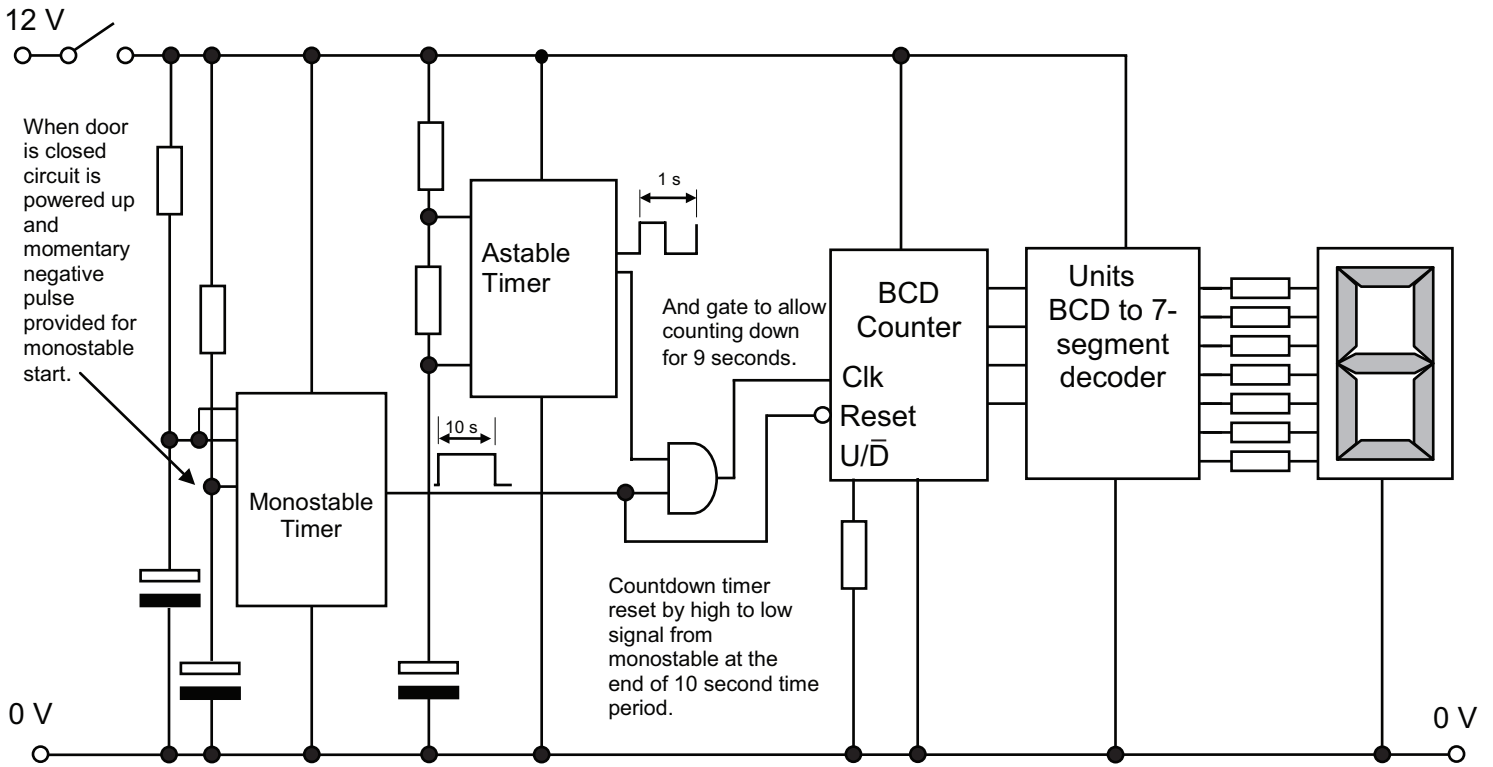 12 V
When door
is closed
circuit is
powered up
and
momentary
negative
pulse
provided for
monostable
start.
Monostable
Timer
10 s
Astable
Timer
1 s
And gate to allow
counting down
for 9 seconds.
Countdown timer
reset by high to low
signal from
monostable at the
end of 10 second time
period.
BCD
Counter
Clk
Reset
U/D̅
Units
BCD to 7-
segment
decoder
0 V
0 V